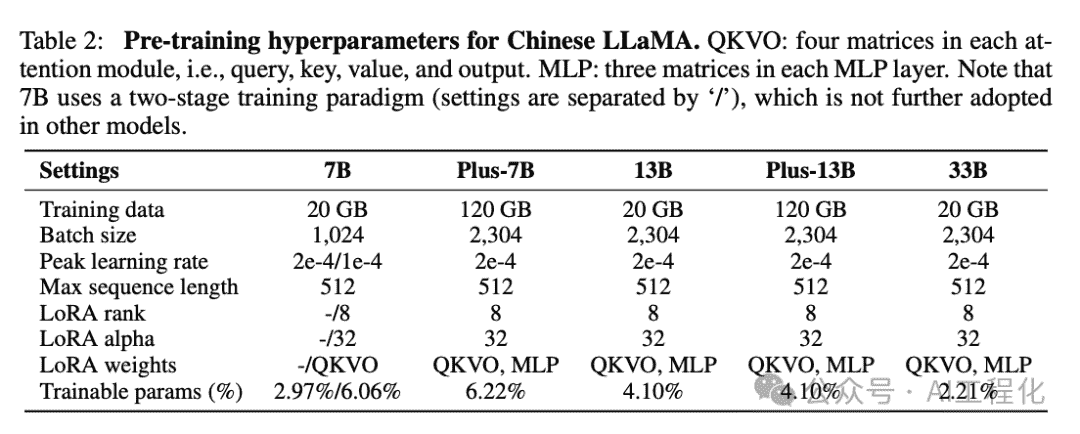 Table 2: Pre-training hyperparameters for Chinese LLaMA. QKVO: four matrices in each at-
tention module, i.e., query, key, value, and output. MLP: three matrices in each MLP layer. Note that
7B uses a two-stage training paradigm (settings are separated by ‘/’), which is not further adopted
in other models.
Settings 7B Plus-7B 13B Plus-13B 33B
Training data 20 GB 120 GB 20 GB 120 GB 20 GB
Batch size 1,024 2,304 2,304 2,304 2,304
Peak learning rate 2e-4/1e-4 2e-4 2e-4 2e-4 2e-4
Max sequence length 512 512 512 512 512
LoRA rank -/8 8 8 8 8
LoRA alpha -/32 32 32 32 32
LoRA weights -/QKVO QKVO, MLP QKVO, MLP QKVO, MLP QKVO, MLP
Trainable params (%) 2.97%/6.06% 6.22% 4.10% 4.10% 2.21%
公众号 · AI工程化